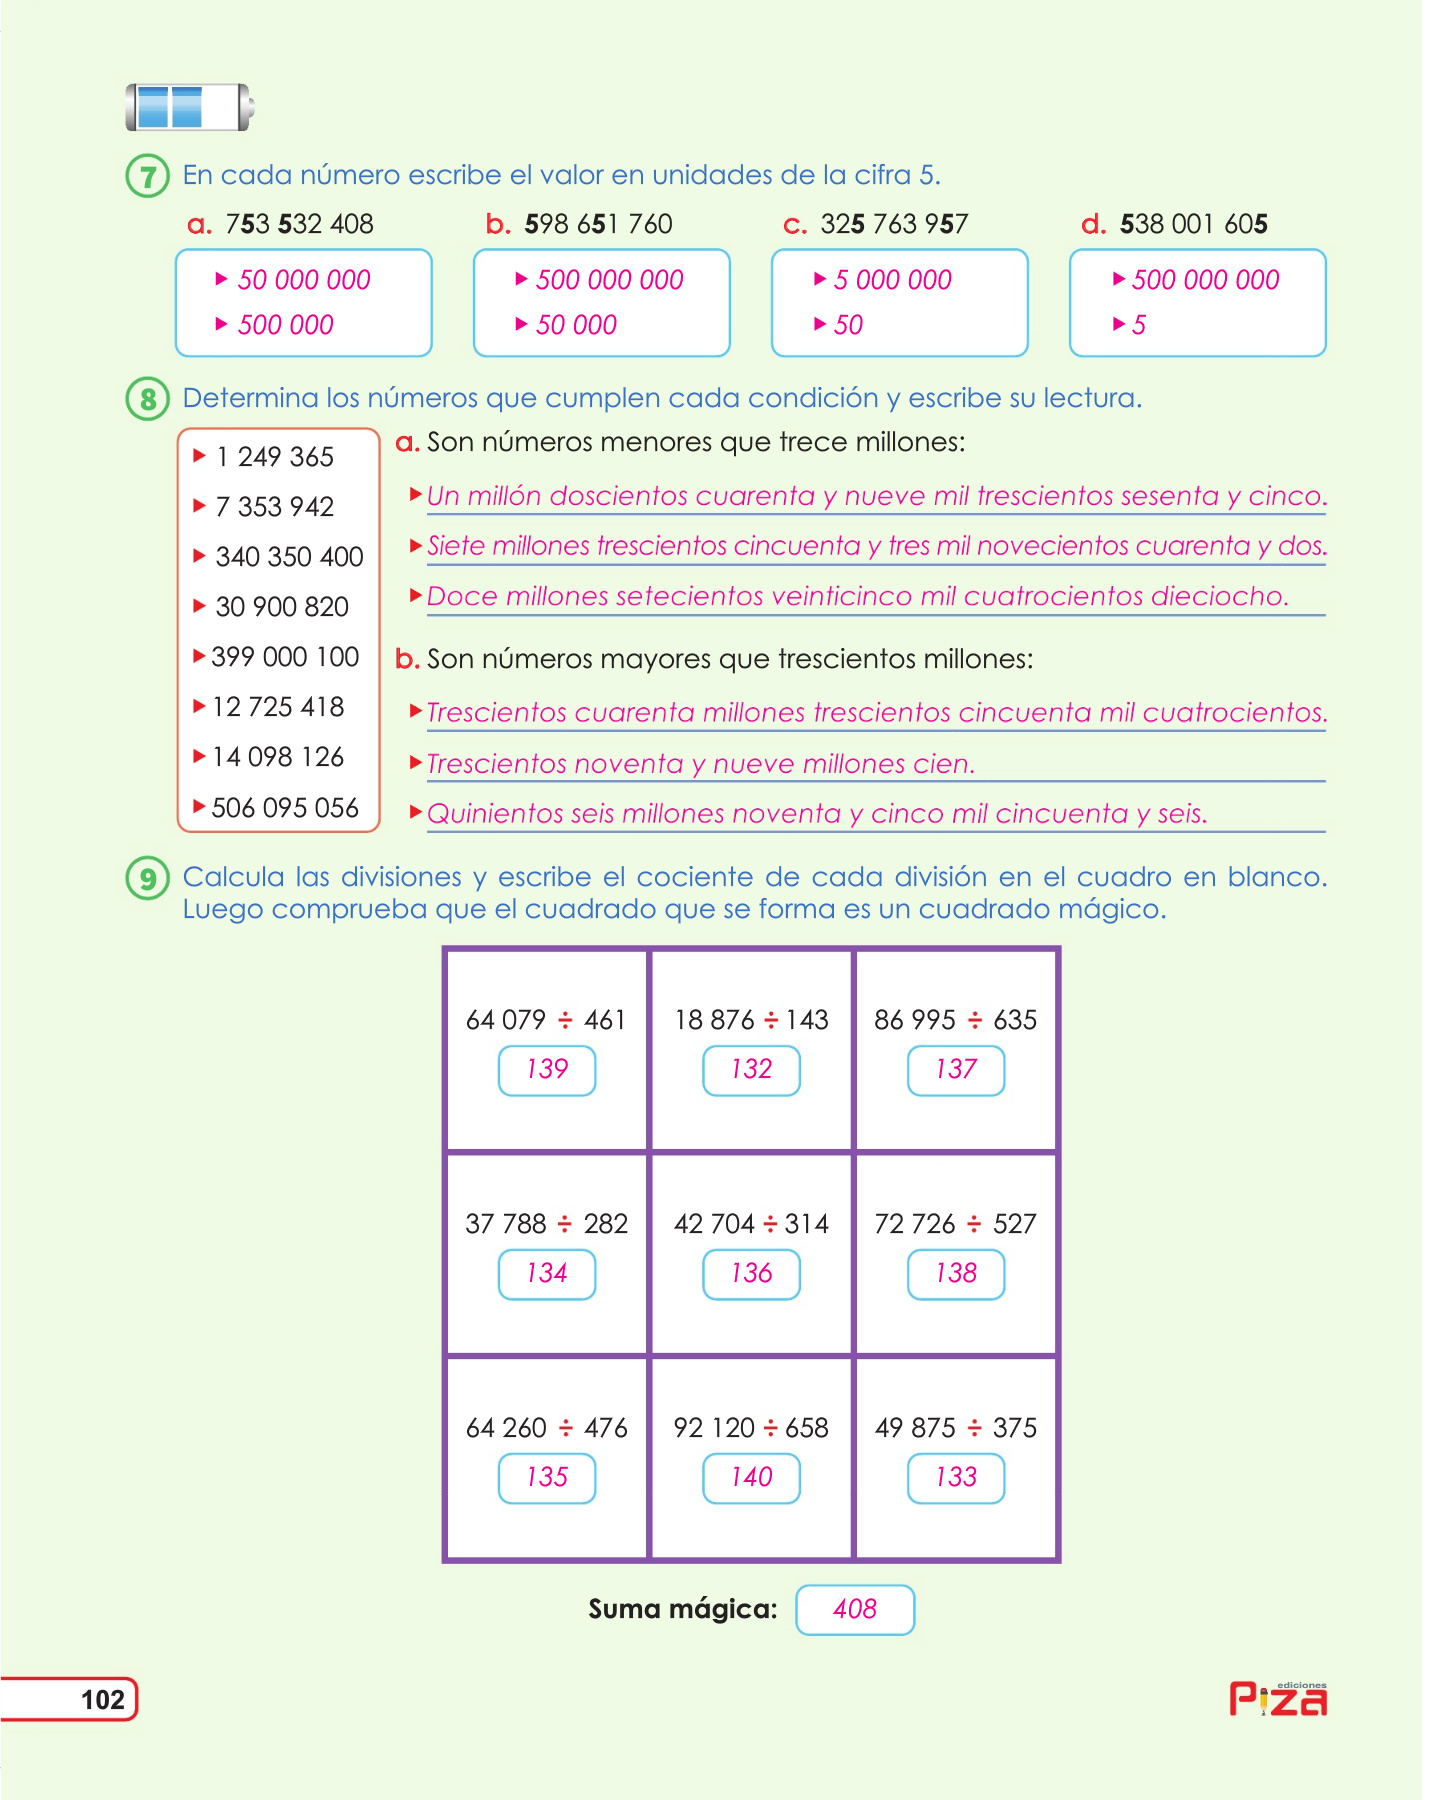 7 En cada número escribe el valor en unidades de la cifra 5.
a. 753 532 408 b. 598 651 760 c. 325 763 957 d. 538 001 605
50 000 000 500 000 000 5 000 000 500 000 000
500 000 50 000 50 5
8 Determina los números que cumplen cada condición y escribe su lectura.
1 249 365
7 353 942
340 350 400
30 900 820
399 000 100
12 725 418
14 098 126
506 095 056
a. Son números menores que trece millones:
Un millón doscientos cuarenta y nueve mil trescientos sesenta y cinco.
Siete millones trescientos cincuenta y tres mil novecientos cuarenta y dos.
Doce millones setecientos veinticinco mil cuatrocientos dieciocho.
b. Son números mayores que trescientos millones:
Trescientos cuarenta millones trescientos cincuenta mil cuatrocientos.
Trescientos noventa y nueve millones cien.
Quinientos seis millones noventa y cinco mil cincuenta y seis.
9 Calcula las divisiones y escribe el cociente de cada división en el cuadro en blanco.
Luego comprueba que el cuadrado que se forma es un cuadrado mágico.
64 079 ÷ 461 18 876 ÷ 143 86 995 ÷ 635
139 132 137
37 788 ÷ 282 42 704 ÷ 314 72 726 ÷ 527
134 136 138
64 260 ÷ 476 92 120 ÷ 658 49 875 ÷ 375
135 140 133
Suma mágica: 408
102
ediciones
Piza